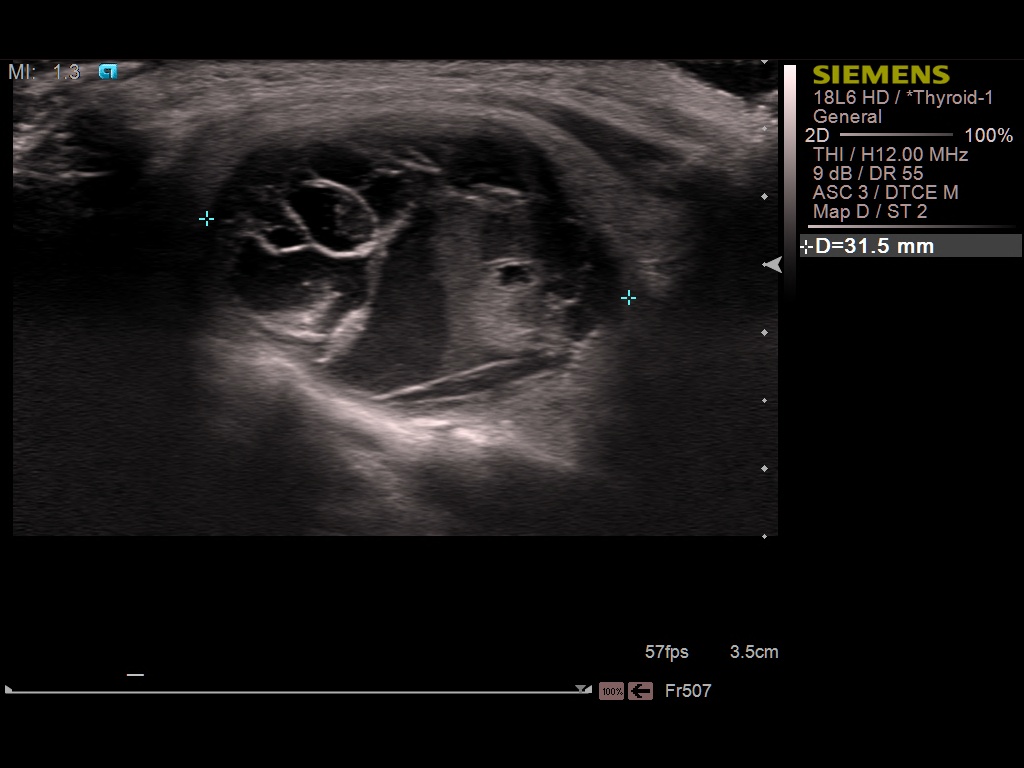 MI: 1.3
SIEMENS
18L6 HD / *Thyroid-1
General
2D 100%
THI / H12.00 MHz
9 dB / DR 55
ASC 3 / DTCE M
Map D / ST 2
D=31.5 mm
57fps 3.5cm
100% Fr507